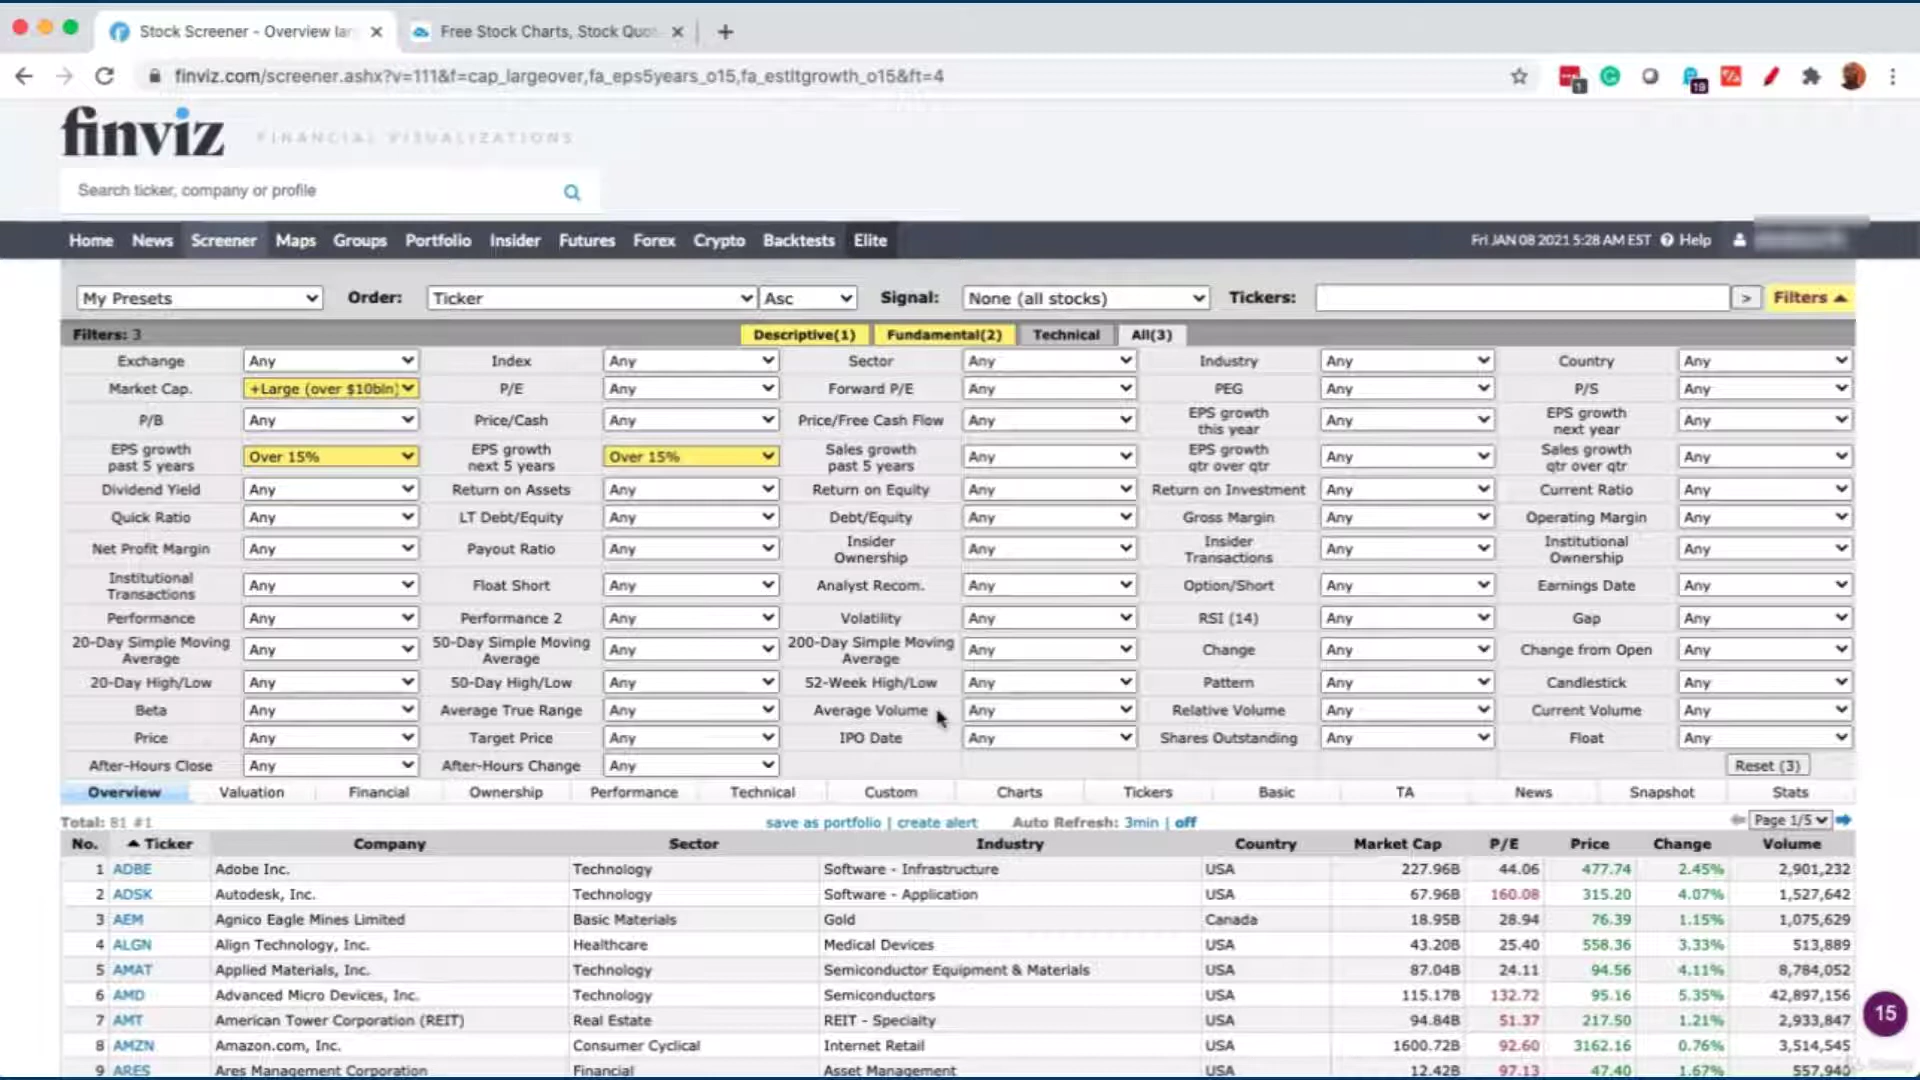 Stock Screener - Overview lar
Free Stock Charts, Stock Quot
finviz.com/screener.ashx?v=111&f=cap_largeover,fa_eps5years_o15,fa_estltgrowth_o15&ft=4
1
19
finviz FINANCIAL VISUALIZATIONS
Search ticker, company or profile
Home News Screener Maps Groups Portfolio Insider Futures Forex Crypto Backtests Elite
Fri JAN 08 2021 5:28 AM EST Help
My Presets Order: Ticker Asc Signal: None (all stocks) Tickers: > Filters
Filters: 3 Descriptive(1) Fundamental(2) Technical All(3)
Exchange Any Index Any Sector Any Industry Any Country Any
Market Cap. +Large (over $10bln) P/E Any Forward P/E Any PEG Any P/S Any
P/B Any Price/Cash Any Price/Free Cash Flow Any EPS growth this year Any EPS growth next year Any
EPS growth past 5 years Over 15% EPS growth next 5 years Over 15% Sales growth past 5 years Any EPS growth qtr over qtr Any Sales growth qtr over qtr Any
Dividend Yield Any Return on Assets Any Return on Equity Any Return on Investment Any Current Ratio Any
Quick Ratio Any LT Debt/Equity Any Debt/Equity Any Gross Margin Any Operating Margin Any
Net Profit Margin Any Payout Ratio Any Insider Ownership Any Insider Transactions Any Institutional Ownership Any
Institutional Transactions Any Float Short Any Analyst Recom. Any Option/Short Any Earnings Date Any
Performance Any Performance 2 Any Volatility Any RSI (14) Any Gap Any
20-Day Simple Moving Average Any 50-Day Simple Moving Average Any 200-Day Simple Moving Average Any Change Any Change from Open Any
20-Day High/Low Any 50-Day High/Low Any 52-Week High/Low Any Pattern Any Candlestick Any
Beta Any Average True Range Any Average Volume Any Relative Volume Any Current Volume Any
Price Any Target Price Any IPO Date Any Shares Outstanding Any Float Any
After-Hours Close Any After-Hours Change Any Reset (3)
Overview Valuation Financial Ownership Performance Technical Custom Charts Tickers Basic TA News Snapshot Stats
Total: 81 #1 save as portfolio | create alert Auto Refresh: 3min | off Page 1/5
No. Ticker Company Sector Industry Country Market Cap P/E Price Change Volume
1 ADBE Adobe Inc. Technology Software - Infrastructure USA 227.96B 44.06 477.74 2.45% 2,901,232
2 ADSK Autodesk, Inc. Technology Software - Application USA 67.96B 160.08 315.20 4.07% 1,527,642
3 AEM Agnico Eagle Mines Limited Basic Materials Gold Canada 18.95B 28.94 76.39 1.15% 1,075,629
4 ALGN Align Technology, Inc. Healthcare Medical Devices USA 43.20B 25.40 558.36 3.33% 513,889
5 AMAT Applied Materials, Inc. Technology Semiconductor Equipment & Materials USA 87.04B 24.11 94.56 4.11% 8,784,052
6 AMD Advanced Micro Devices, Inc. Technology Semiconductors USA 115.17B 132.72 95.16 5.35% 42,897,156
7 AMT American Tower Corporation (REIT) Real Estate REIT - Specialty USA 94.84B 51.37 217.50 1.21% 2,933,847
8 AMZN Amazon.com, Inc. Consumer Cyclical Internet Retail USA 1600.72B 92.60 3162.16 0.76% 3,514,545
9 ARES Ares Management Corporation Financial Asset Management USA 12.42B 97.13 47.40 1.67% 557,940
15